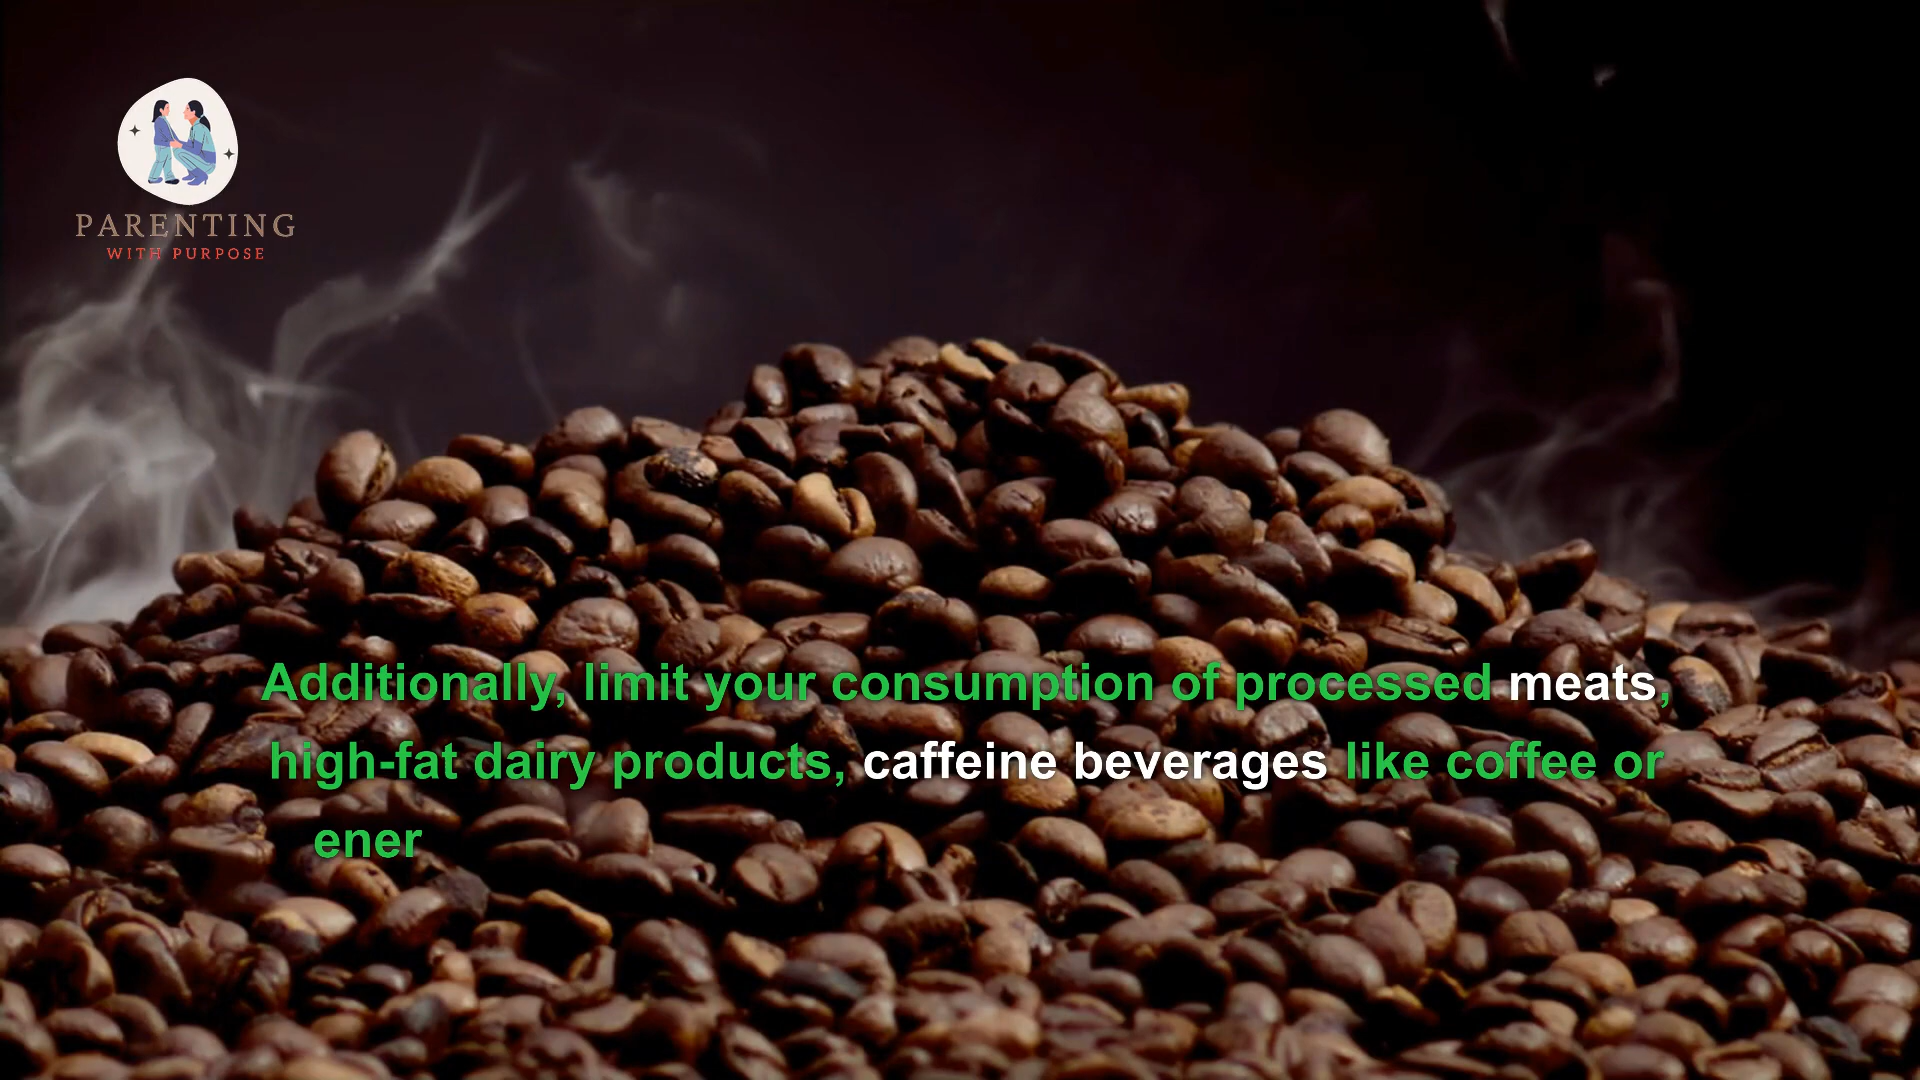 PARENTING
WITH PURPOSE
Additionally, limit your consumption of processed meats,
high-fat dairy products, caffeine beverages like coffee or
ener